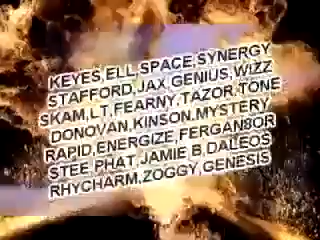 KEYES,ELL,SPACE,SYNERGY
STAFFORD,JAX,GENIUS,WIZZ
SKAM,LT,FEARNY,TAZOR,TONE
DONOVAN,KINSON,MYSTERY
RAPID,ENERGIZE,FERGAN8OR
STEE PHAT,JAMIE B,DALEOS
RHYCHARM,ZOGGY,GENESIS